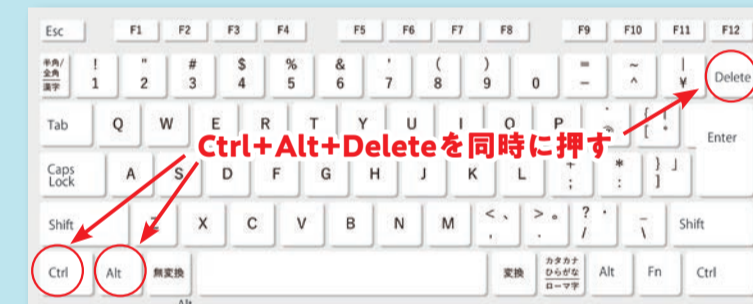 Esc F1 F2 F3 F4 F5 F6 F7 F8 F9 F10 F11 F12
半角/ ! " # $ % & ' ( ) = ~ |
全角
漢字 1 2 3 4 5 6 7 8 9 0 - ^ ¥ Delete
Tab Q W E R T Y U I O P [ { 「 Enter
Ctrl+Alt+Deleteを同時に押す
Caps Lock A S D F G H J K L + ; * : } 」 ]
Shift Z X C V B N M < 、 , > 。 . ? ・ / _ \ Shift
Ctrl Alt 無変換 変換 カタカナ ひらがな ローマ字 Alt Fn Ctrl
Alt